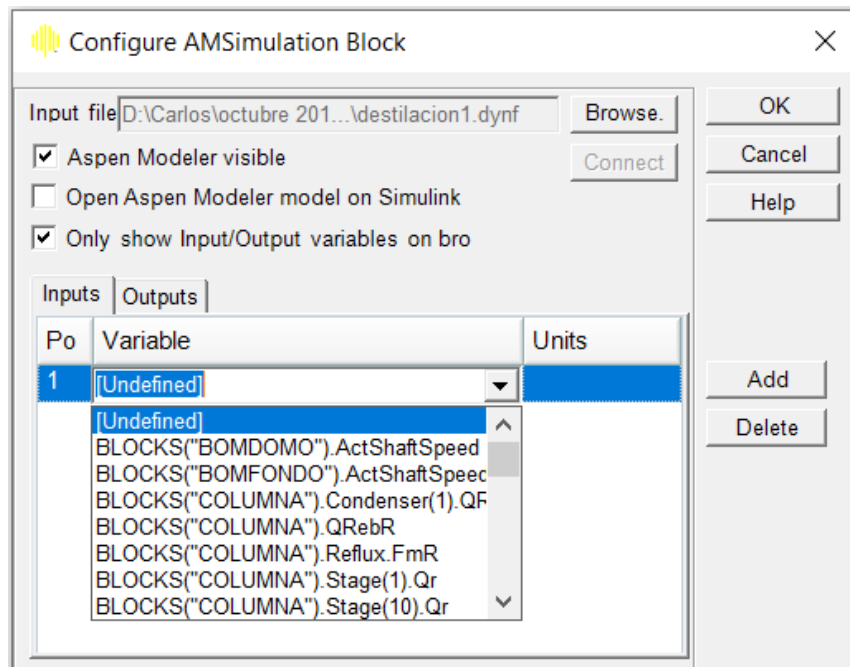 Configure AMSimulation Block
Input file D:\Carlos\octubre 201...\destilacion1.dynf Browse. OK
Aspen Modeler visible Connect Cancel
Open Aspen Modeler model on Simulink Help
Only show Input/Output variables on bro
Inputs Outputs
Po Variable Units
1 [Undefined] Add
[Undefined] Delete
BLOCKS("BOMDOMO").ActShaftSpeed
BLOCKS("BOMFONDO").ActShaftSpeed
BLOCKS("COLUMNA").Condenser(1).QR
BLOCKS("COLUMNA").QRebR
BLOCKS("COLUMNA").Reflux.FmR
BLOCKS("COLUMNA").Stage(1).Qr
BLOCKS("COLUMNA").Stage(10).Qr